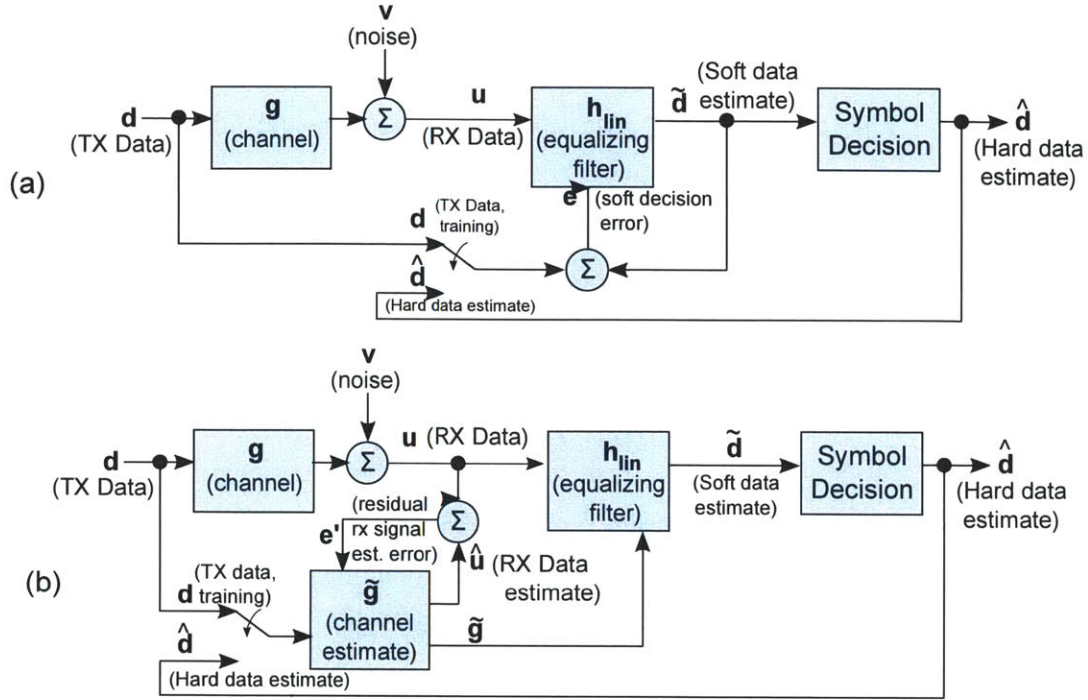 v
(noise)
d
(TX Data)
g
(channel)
Σ
u
(RX Data)
h_lin
(equalizing
filter)
d̃
(Soft data
estimate)
Symbol
Decision
d̂
(Hard data
estimate)
(a)
e
(soft decision
error)
d
(TX Data,
training)
Σ
d̂
(Hard data estimate)
v
(noise)
d
(TX Data)
g
(channel)
Σ
u (RX Data)
h_lin
(equalizing
filter)
d̃
(Soft data
estimate)
Symbol
Decision
d̂
(Hard data
estimate)
(residual
rx signal
est. error)
e'
Σ
û (RX Data
estimate)
(b)
d
(TX data,
training)
g̃
(channel
estimate)
g̃
d̂
(Hard data estimate)